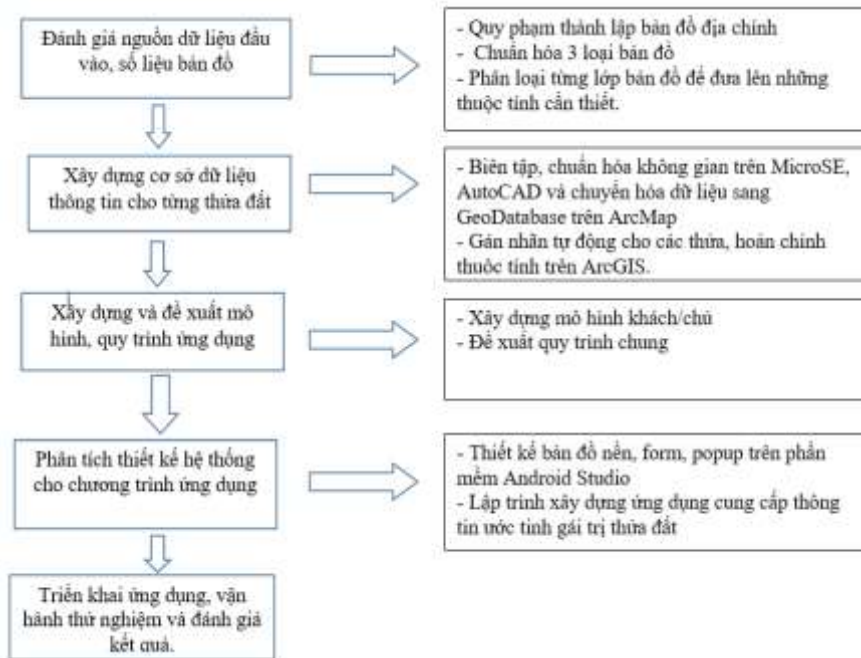 Đánh giá nguồn dữ liệu đầu
vào, số liệu bản đồ
- Quy phạm thành lập bản đồ địa chính
- Chuẩn hóa 3 loại bản đồ
- Phân loại từng lớp bản đồ để đưa lên những
thuộc tính cần thiết.
Xây dựng cơ sở dữ liệu
thông tin cho từng thửa đất
- Biên tập, chuẩn hóa không gian trên MicroSE,
AutoCAD và chuyển hóa dữ liệu sang
GeoDatabase trên ArcMap
- Gán nhãn tự động cho các thửa, hoàn chỉnh
thuộc tính trên ArcGIS.
Xây dựng và đề xuất mô
hình, quy trình ứng dụng
- Xây dựng mô hình khách/chủ
- Đề xuất quy trình chung
Phân tích thiết kế hệ thống
cho chương trình ứng dụng
- Thiết kế bản đồ nền, form, popup trên phần
mềm Android Studio
- Lập trình xây dựng ứng dụng cung cấp thông
tin ước tính gái trị thửa đất
Triển khai ứng dụng, vận
hành thử nghiệm và đánh giá
kết quả.